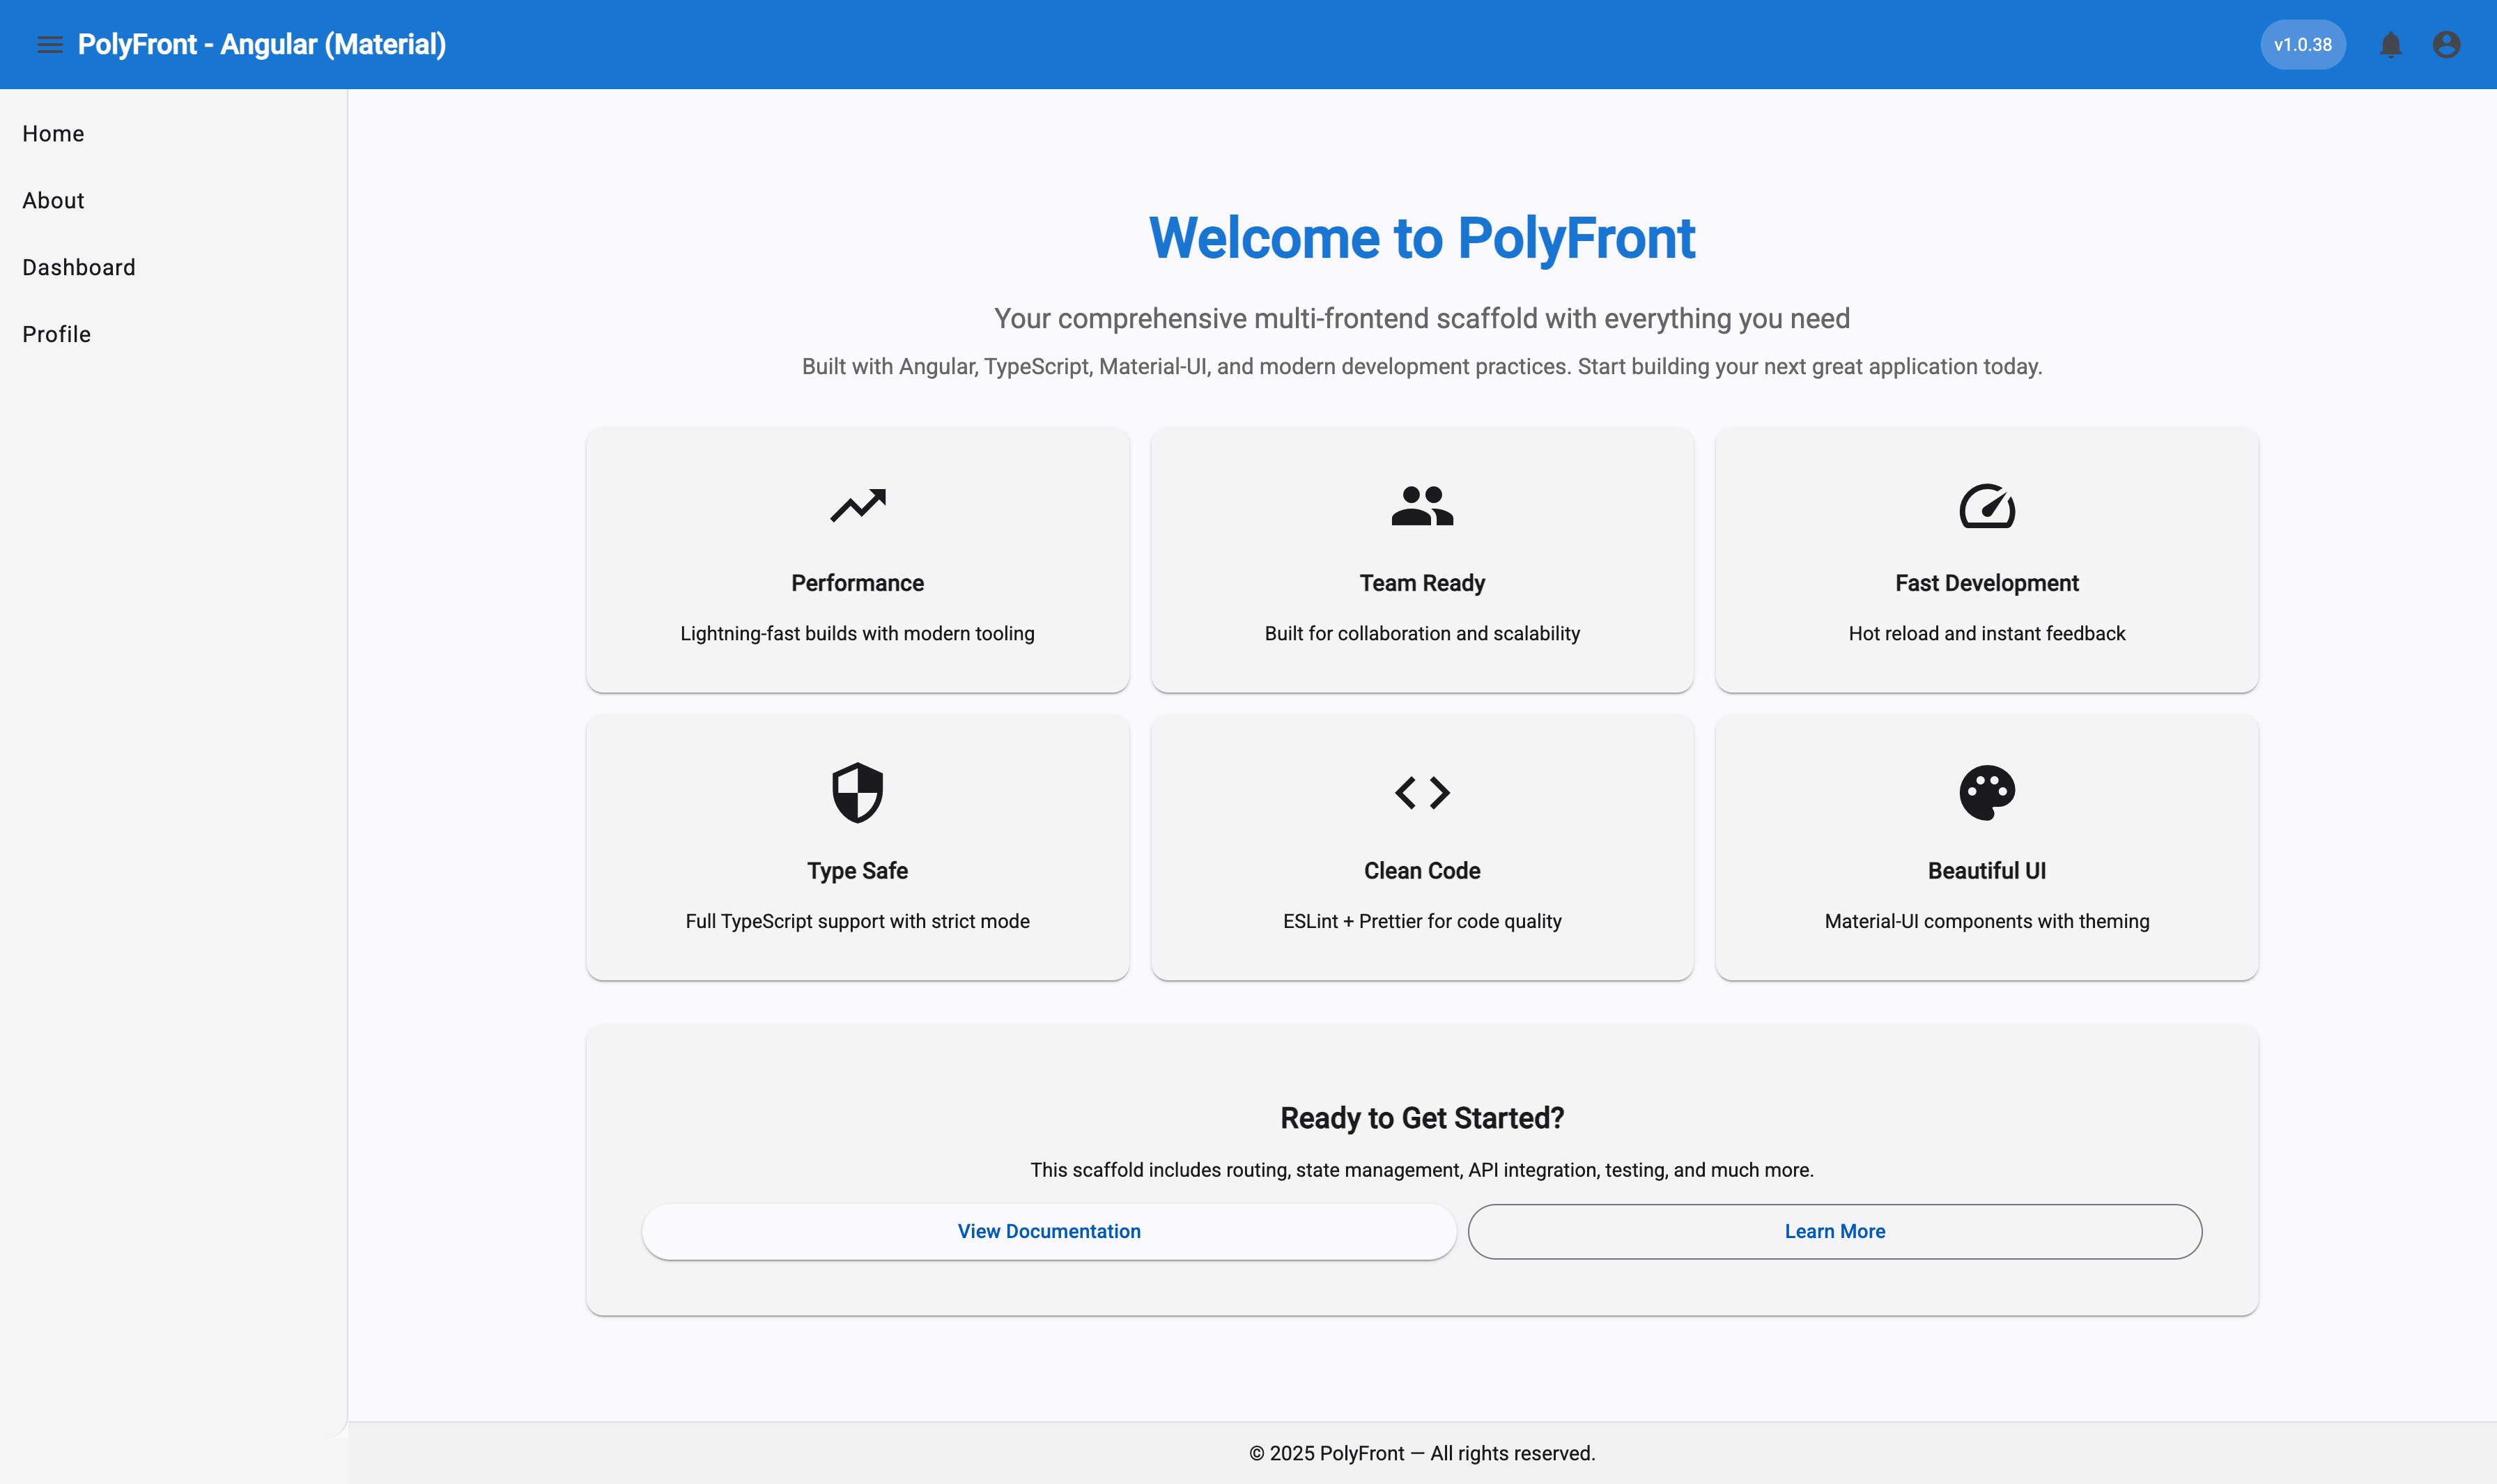 PolyFront - Angular (Material)
v1.0.38
Home
About
Dashboard
Profile
Welcome to PolyFront
Your comprehensive multi-frontend scaffold with everything you need
Built with Angular, TypeScript, Material-UI, and modern development practices. Start building your next great application today.
Performance
Lightning-fast builds with modern tooling
Team Ready
Built for collaboration and scalability
Fast Development
Hot reload and instant feedback
Type Safe
Full TypeScript support with strict mode
Clean Code
ESLint + Prettier for code quality
Beautiful UI
Material-UI components with theming
Ready to Get Started?
This scaffold includes routing, state management, API integration, testing, and much more.
View Documentation
Learn More
© 2025 PolyFront — All rights reserved.